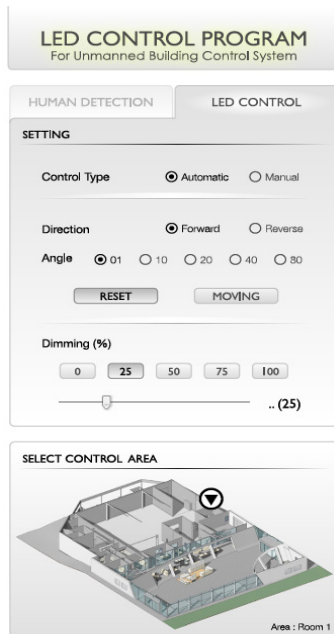 LED CONTROL PROGRAM
For Unmanned Building Control System
HUMAN DETECTION LED CONTROL
SETTING
Control Type Automatic Manual
Direction Forward Reverse
Angle 01 10 20 40 80
RESET MOVING
Dimming (%)
0 25 50 75 100
.. (25)
SELECT CONTROL AREA
Area : Room 1